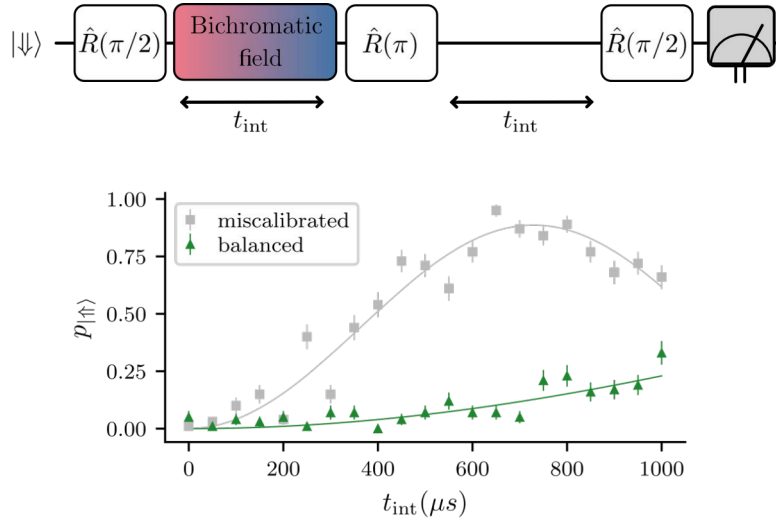 |⇓⟩ R̂(π/2) Bichromatic field R̂(π) R̂(π/2)
t_int t_int
1.00
0.75
0.50
0.25
0.00
p_|⇑⟩
miscalibrated
balanced
0 200 400 600 800 1000
t_int(μs)